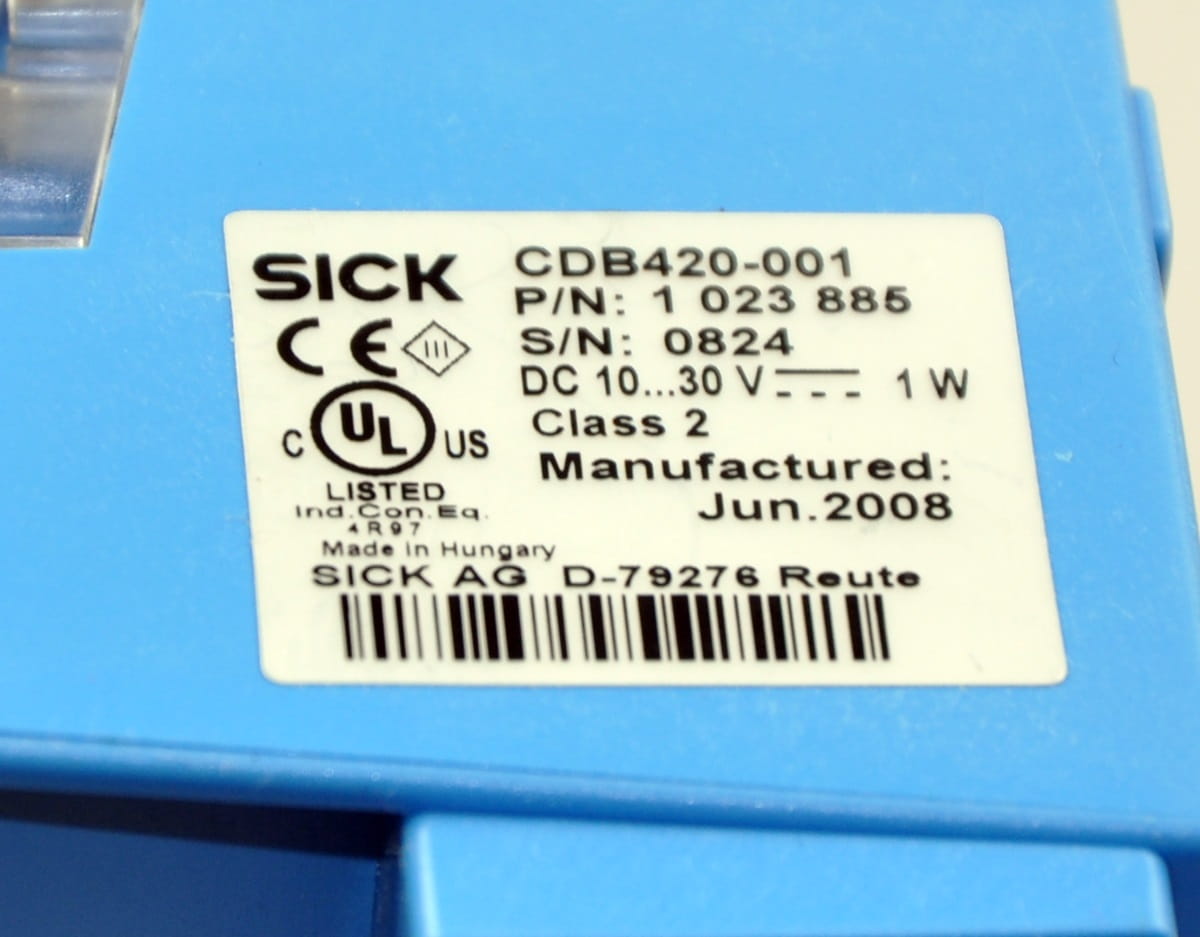 SICK
CDB420-001
P/N: 1 023 885
CE III
S/N: 0824
DC 10...30 V 1 W
C UL US
Class 2
LISTED
Manufactured:
Jun.2008
Ind.Con.Eq.
4R97
Made in Hungary
SICK AG D-79276 Reute